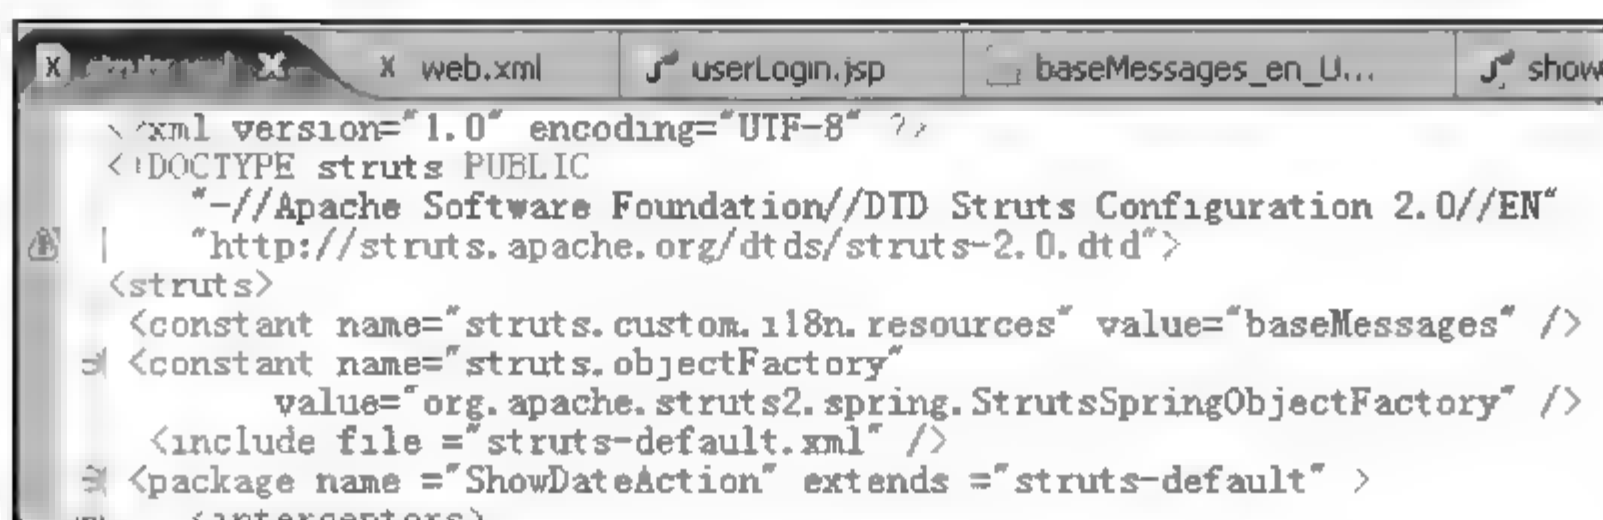 web.xml userLogin.jsp baseMessages_en_U... show
<?xml version="1.0" encoding="UTF-8" ?>
<!DOCTYPE struts PUBLIC
"-//Apache Software Foundation//DTD Struts Configuration 2.0//EN"
"http://struts.apache.org/dtds/struts-2.0.dtd">
<struts>
<constant name="struts.custom.i18n.resources" value="baseMessages" />
<constant name="struts.objectFactory"
value="org.apache.struts2.spring.StrutsSpringObjectFactory" />
<include file ="struts-default.xml" />
<package name ="ShowDateAction" extends ="struts-default" >
<interceptors>